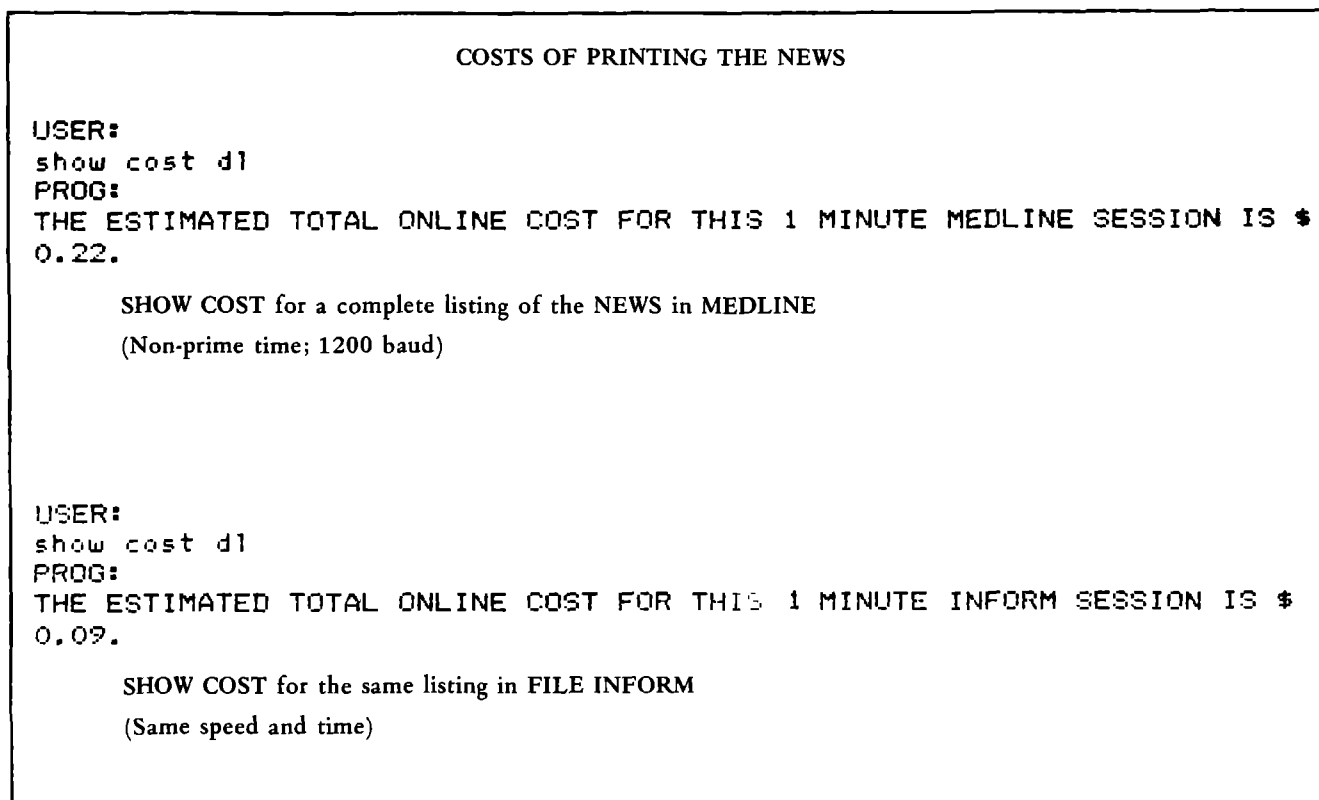 COSTS OF PRINTING THE NEWS
USER:
show cost dl
PROG:
THE ESTIMATED TOTAL ONLINE COST FOR THIS 1 MINUTE MEDLINE SESSION IS $
0.22.
SHOW COST for a complete listing of the NEWS in MEDLINE
(Non-prime time; 1200 baud)
USER:
show cost dl
PROG:
THE ESTIMATED TOTAL ONLINE COST FOR THIS 1 MINUTE INFORM SESSION IS $
0.09.
SHOW COST for the same listing in FILE INFORM
(Same speed and time)